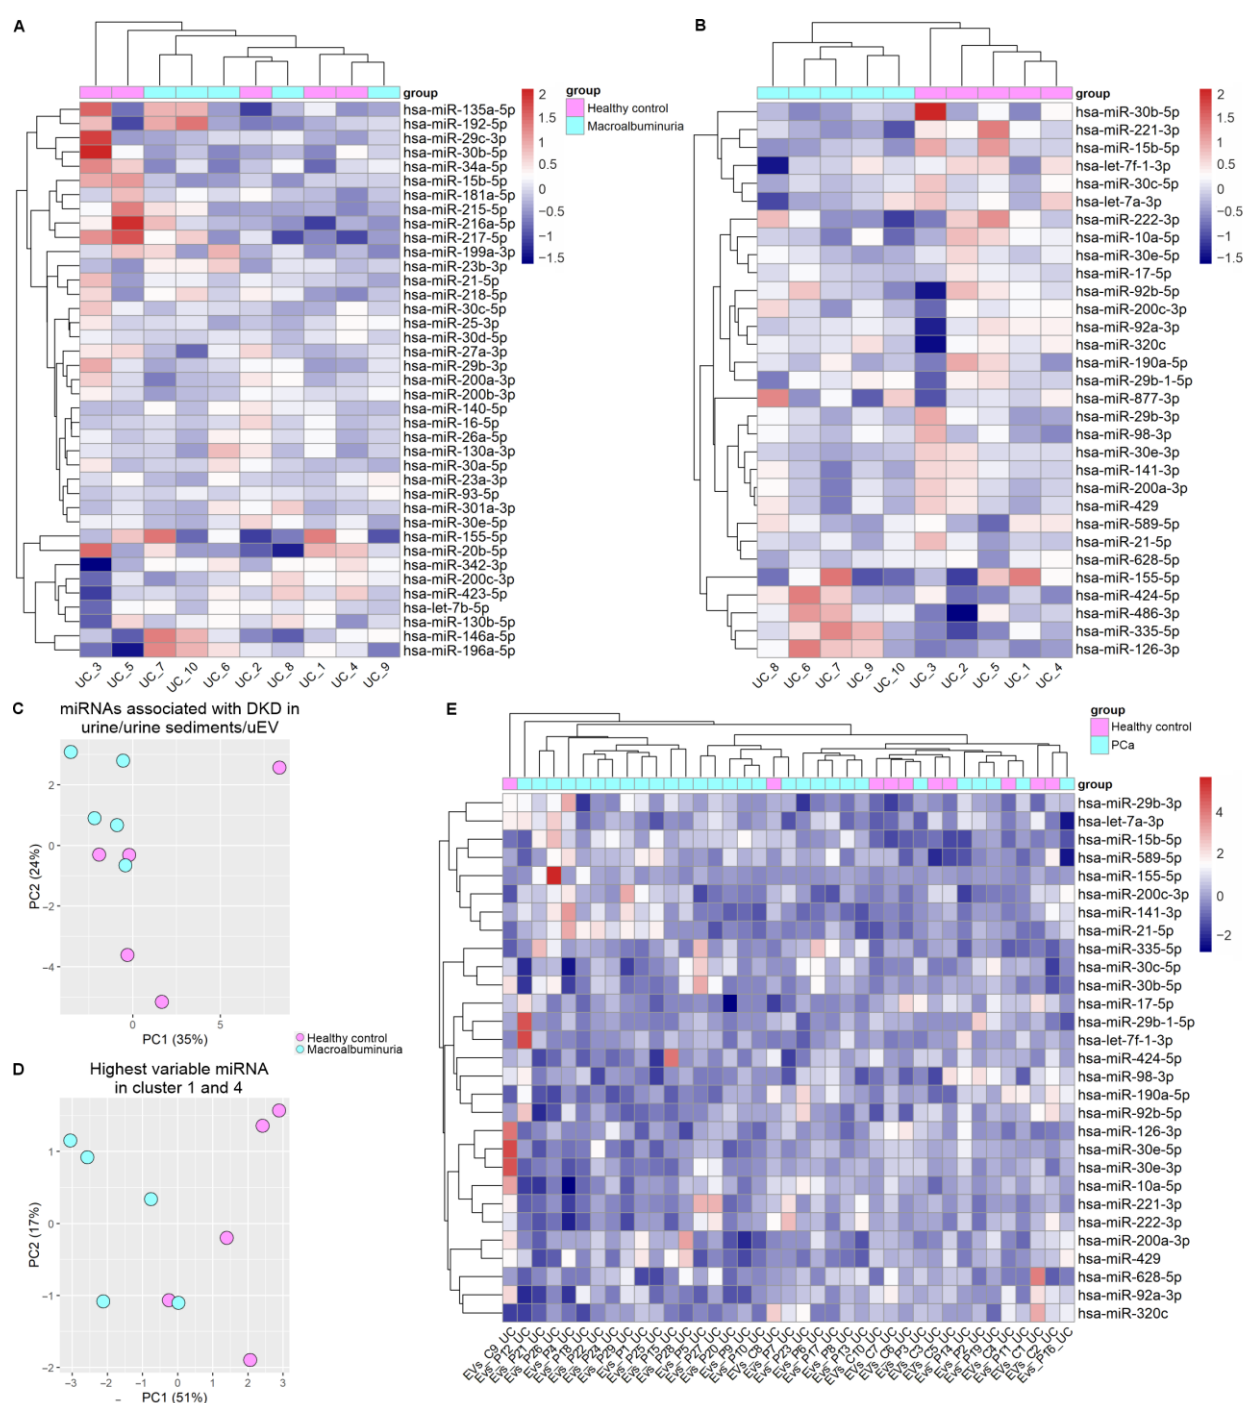 A
group
group
Healthy control
Macroalbuminuria
2
1.5
1
0.5
0
−0.5
−1
−1.5
hsa-miR-135a-5p
hsa-miR-192-5p
hsa-miR-29c-3p
hsa-miR-30b-5p
hsa-miR-34a-5p
hsa-miR-15b-5p
hsa-miR-181a-5p
hsa-miR-215-5p
hsa-miR-216a-5p
hsa-miR-217-5p
hsa-miR-199a-3p
hsa-miR-23b-3p
hsa-miR-21-5p
hsa-miR-218-5p
hsa-miR-30c-5p
hsa-miR-25-3p
hsa-miR-30d-5p
hsa-miR-27a-3p
hsa-miR-29b-3p
hsa-miR-200a-3p
hsa-miR-200b-3p
hsa-miR-140-5p
hsa-miR-16-5p
hsa-miR-26a-5p
hsa-miR-130a-3p
hsa-miR-30a-5p
hsa-miR-23a-3p
hsa-miR-93-5p
hsa-miR-301a-3p
hsa-miR-30e-5p
hsa-miR-155-5p
hsa-miR-20b-5p
hsa-miR-342-3p
hsa-miR-200c-3p
hsa-miR-423-5p
hsa-let-7b-5p
hsa-miR-130b-5p
hsa-miR-146a-5p
hsa-miR-196a-5p
UC_3 UC_5 UC_7 UC_10 UC_6 UC_2 UC_8 UC_1 UC_4 UC_9
B
group
2
1.5
1
0.5
0
−0.5
−1
−1.5
hsa-miR-30b-5p
hsa-miR-221-3p
hsa-miR-15b-5p
hsa-let-7f-1-3p
hsa-miR-30c-5p
hsa-let-7a-3p
hsa-miR-222-3p
hsa-miR-10a-5p
hsa-miR-30e-5p
hsa-miR-17-5p
hsa-miR-92b-5p
hsa-miR-200c-3p
hsa-miR-92a-3p
hsa-miR-320c
hsa-miR-190a-5p
hsa-miR-29b-1-5p
hsa-miR-877-3p
hsa-miR-29b-3p
hsa-miR-98-3p
hsa-miR-30e-3p
hsa-miR-141-3p
hsa-miR-200a-3p
hsa-miR-429
hsa-miR-589-5p
hsa-miR-21-5p
hsa-miR-628-5p
hsa-miR-155-5p
hsa-miR-424-5p
hsa-miR-486-3p
hsa-miR-335-5p
hsa-miR-126-3p
UC_8 UC_6 UC_7 UC_9 UC_10 UC_3 UC_2 UC_5 UC_1 UC_4
C
miRNAs associated with DKD in
urine/urine sediments/uEV
PC2 (24%)
2
0
−2
−4
0 5
PC1 (35%)
Healthy control
Macroalbuminuria
D
Highest variable miRNA
in cluster 1 and 4
PC2 (17%)
1
0
−1
−2
−3 −2 −1 0 1 2 3
PC1 (51%)
E
group
Healthy control
PCa
group
4
2
0
−2
hsa-miR-29b-3p
hsa-let-7a-3p
hsa-miR-15b-5p
hsa-miR-589-5p
hsa-miR-155-5p
hsa-miR-200c-3p
hsa-miR-141-3p
hsa-miR-21-5p
hsa-miR-335-5p
hsa-miR-30c-5p
hsa-miR-30b-5p
hsa-miR-17-5p
hsa-miR-29b-1-5p
hsa-let-7f-1-3p
hsa-miR-424-5p
hsa-miR-98-3p
hsa-miR-190a-5p
hsa-miR-92b-5p
hsa-miR-126-3p
hsa-miR-30e-5p
hsa-miR-30e-3p
hsa-miR-10a-5p
hsa-miR-221-3p
hsa-miR-222-3p
hsa-miR-200a-3p
hsa-miR-429
hsa-miR-628-5p
hsa-miR-92a-3p
hsa-miR-320c